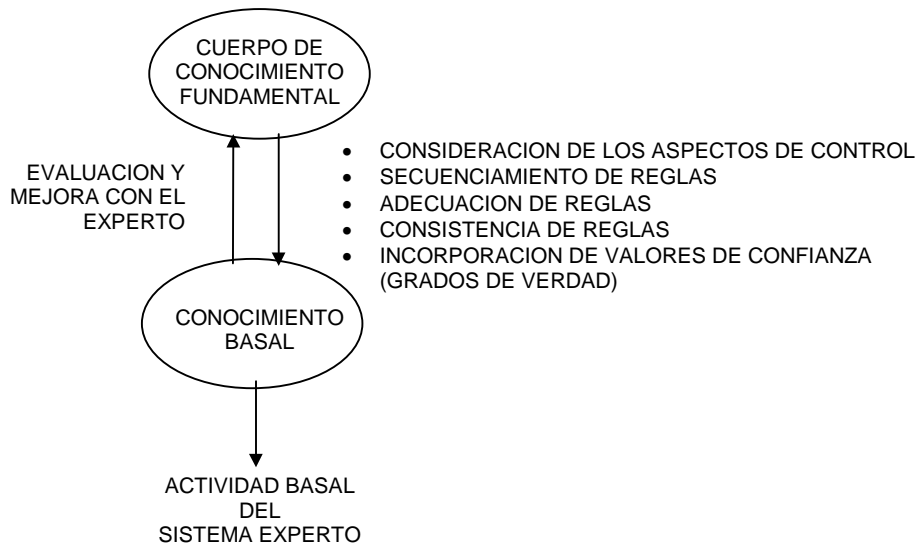 CUERPO DE
CONOCIMIENTO
FUNDAMENTAL
EVALUACION Y
MEJORA CON EL
EXPERTO
• CONSIDERACION DE LOS ASPECTOS DE CONTROL
• SECUENCIAMIENTO DE REGLAS
• ADECUACION DE REGLAS
• CONSISTENCIA DE REGLAS
• INCORPORACION DE VALORES DE CONFIANZA
(GRADOS DE VERDAD)
CONOCIMIENTO
BASAL
ACTIVIDAD BASAL
DEL
SISTEMA EXPERTO